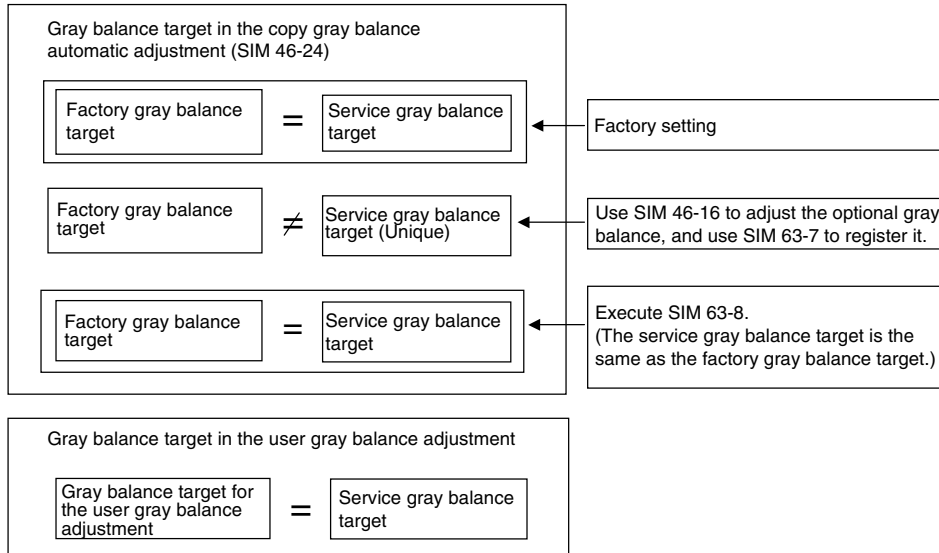 Gray balance target in the copy gray balance
automatic adjustment (SIM 46-24)
Factory gray balance
target
=
Service gray balance
target
Factory setting
Factory gray balance
target
≠
Service gray balance
target (Unique)
Use SIM 46-16 to adjust the optional gray
balance, and use SIM 63-7 to register it.
Factory gray balance
target
=
Service gray balance
target
Execute SIM 63-8.
(The service gray balance target is the
same as the factory gray balance target.)
Gray balance target in the user gray balance adjustment
Gray balance target for
the user gray balance
adjustment
=
Service gray balance
target